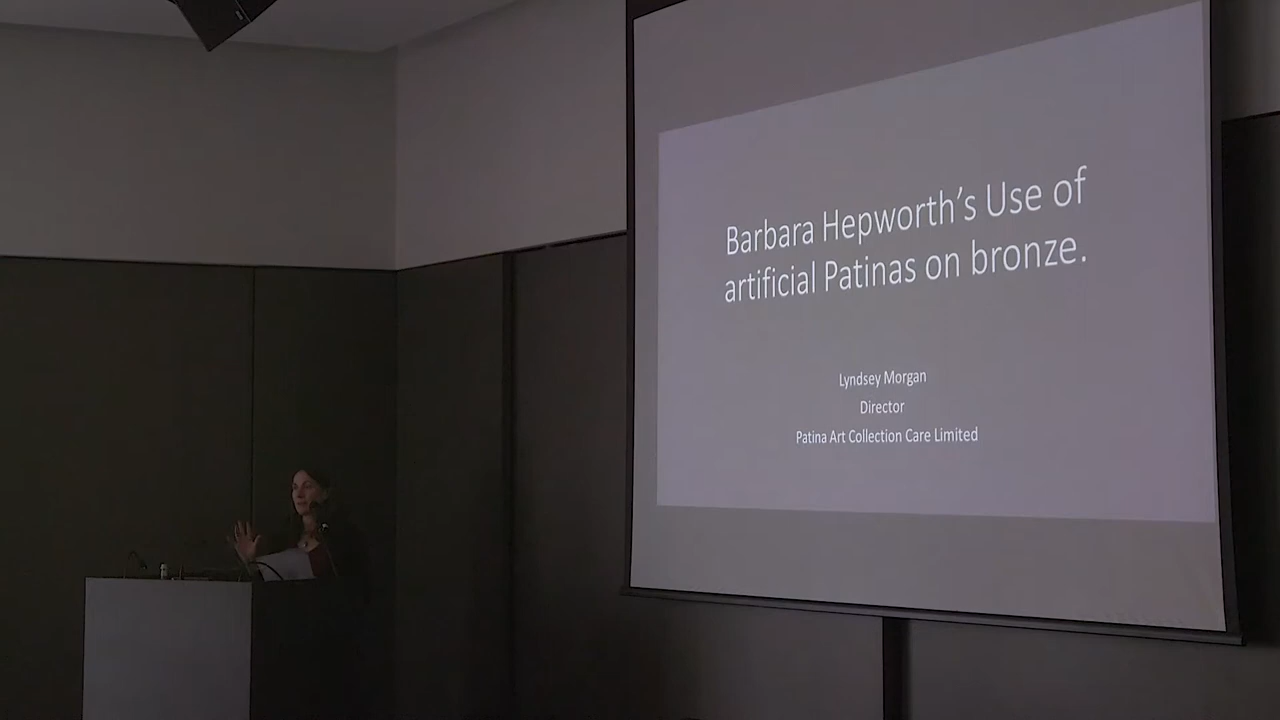 Barbara Hepworth’s Use of
artificial Patinas on bronze.
Lyndsey Morgan
Director
Patina Art Collection Care Limited